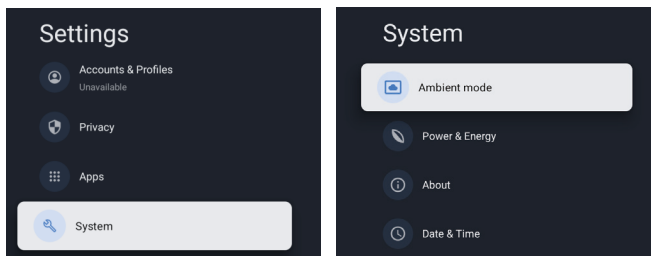 Settings
Accounts & Profiles
Unavailable
Privacy
Apps
System
System
Ambient mode
Power & Energy
About
Date & Time